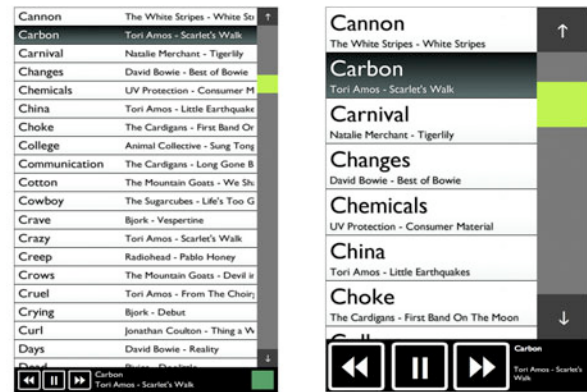 Cannon The White Stripes - White St
Carbon Tori Amos - Scarlet's Walk
Carnival Natalie Merchant - Tigerlily
Changes David Bowie - Best of Bowie
Chemicals UV Protection - Consumer M
China Tori Amos - Little Earthquake
Choke The Cardigans - First Band Or
College Animal Collective - Sung Tong
Communication The Cardigans - Long Gone B
Cotton The Mountain Goats - We Sh
Cowboy The Sugarcubes - Life's Too G
Crave Bjork - Vespertine
Crazy Tori Amos - Scarlet's Walk
Creep Radiohead - Pablo Honey
Crows The Mountain Goats - Devil in
Cruel Tori Amos - From The Choir
Crying Bjork - Debut
Curl Jonathan Coulton - Thing a W
Days David Bowie - Reality
Dead
Carbon
Tori Amos - Scarlet's Walk
Cannon
The White Stripes - White Stripes
Carbon
Tori Amos - Scarlet's Walk
Carnival
Natalie Merchant - Tigerlily
Changes
David Bowie - Best of Bowie
Chemicals
UV Protection - Consumer Material
China
Tori Amos - Little Earthquakes
Choke
The Cardigans - First Band On The Moon
Carbon
Tori Amos - Scarlet's
Walk